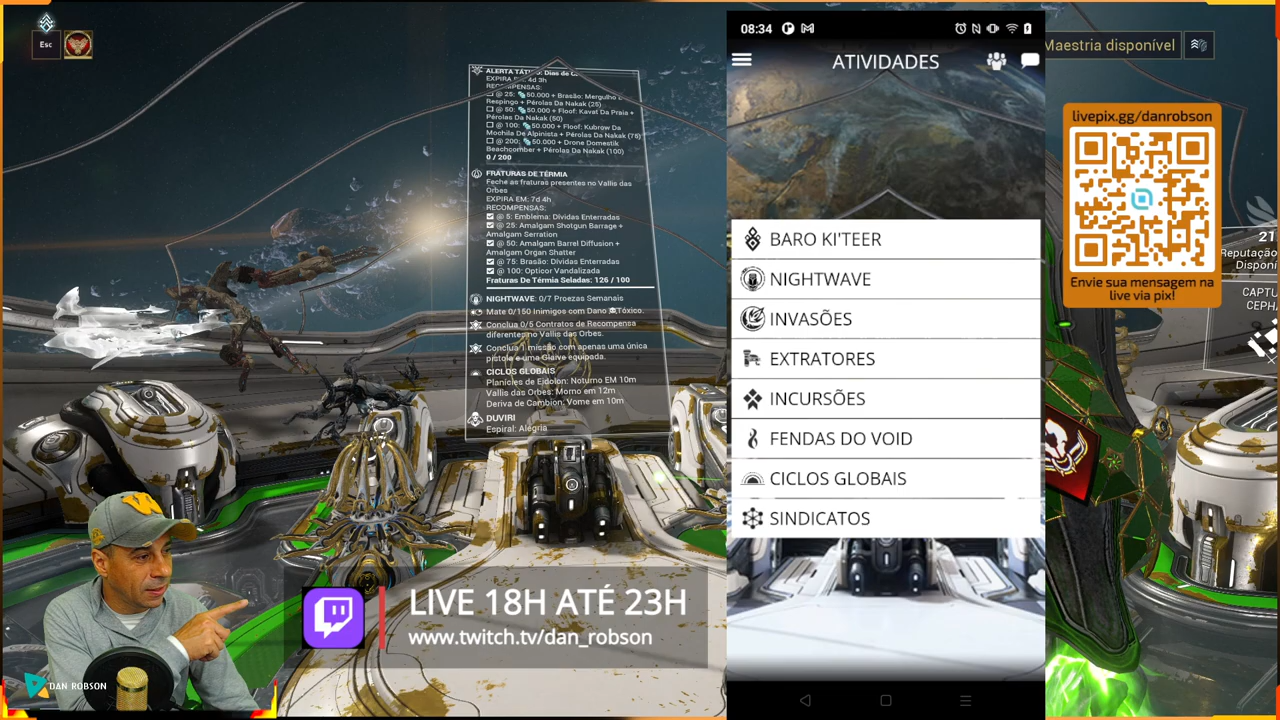 Esc
ALERTA TÁTICO: Dias de
EXPIRA EM: 4d 3h
RECOMPENSAS:
@ 25: 50.000 + Brasão: Mergulho
Respingo + Pérolas Da Nakak (25)
@ 50: 50.000 + Floof: Kavat Da Praia +
Pérolas Da Nakak (50)
@ 100: 50.000 + Floof: Kubrow Da
Mochila De Alpinista + Pérolas Da Nakak (75)
@ 200: 50.000 + Drone Domestik
Beachcomber + Pérolas Da Nakak (100)
0 / 200
FRATURAS DE TÉRMIA
Feche as fraturas presentes no Vallis das
Orbes
EXPIRA EM: 7d 4h
RECOMPENSAS:
@ 5: Emblema: Dívidas Enterradas
@ 25: Amalgam Shotgun Barrage +
Amalgam Serration
@ 50: Amalgam Barrel Diffusion +
Amalgam Organ Shatter
@ 75: Brasão: Dívidas Enterradas
@ 100: Opticor Vandalizada
Fraturas De Térmia Seladas: 126 / 100
NIGHTWAVE: 0/7 Proezas Semanais
Mate 0/150 Inimigos com Dano Tóxico.
Conclua 0/5 Contratos de Recompensa
diferentes no Vallis das Orbes.
Conclua 1 missão com apenas uma única
pistola e uma Glaive equipada.
CICLOS GLOBAIS
Planícies de Eidolon: Noturno EM 10m
Vallis das Orbes: Morno em 12m
Deriva de Cambion: Vome em 10m
DUVIRI
Espiral: Alegria
08:34
ATIVIDADES
BARO KI'TEER
NIGHTWAVE
INVASÕES
EXTRATORES
INCURSÕES
FENDAS DO VOID
CICLOS GLOBAIS
SINDICATOS
Maestria disponível
livepix.gg/danrobson
Envie sua mensagem na
live via pix!
21
Reputação
Disponí
CAPTU
CEPH
LIVE 18H ATÉ 23H
www.twitch.tv/dan_robson
DAN ROBSON